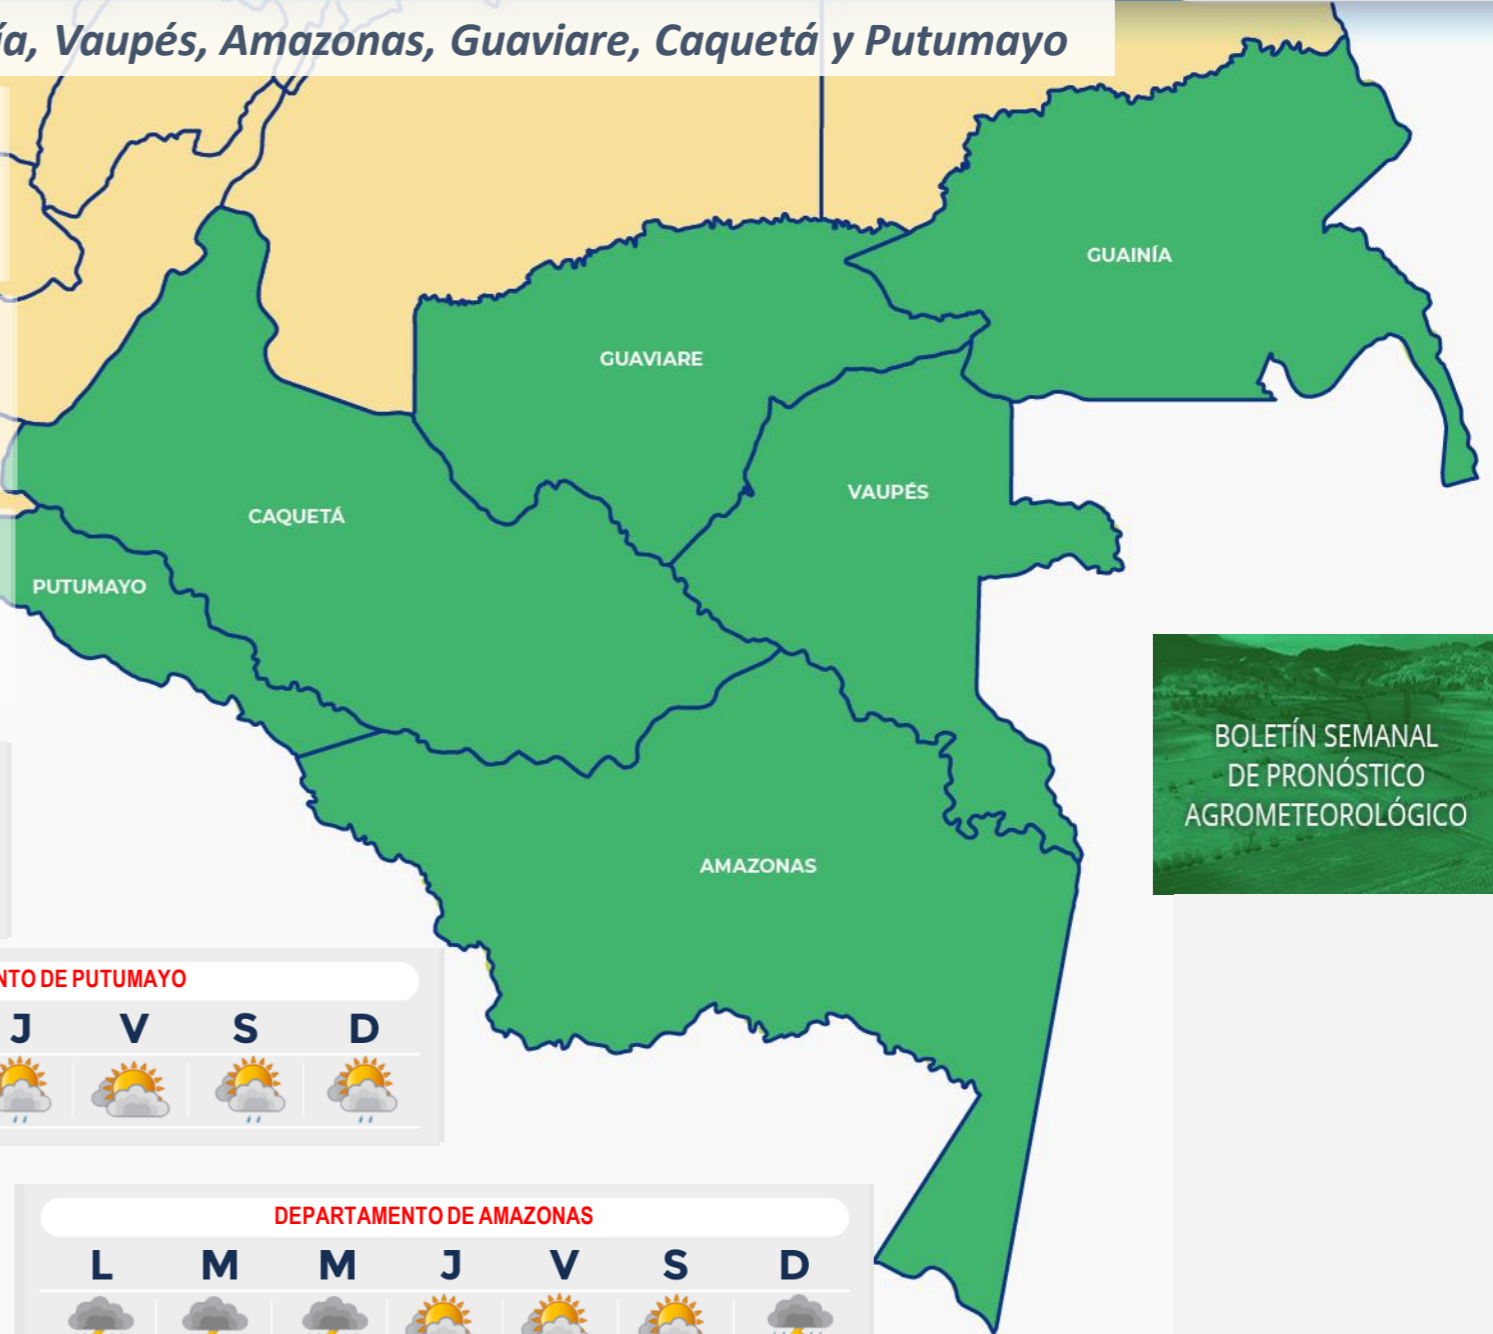 ía, Vaupés, Amazonas, Guaviare, Caquetá y Putumayo
GUAINÍA
GUAVIARE
VAUPÉS
CAQUETÁ
PUTUMAYO
BOLETÍN SEMANAL
DE PRONÓSTICO
AGROMETEOROLÓGICO
AMAZONAS
NTO DE PUTUMAYO
J V S D
DEPARTAMENTO DE AMAZONAS
L M M J V S D